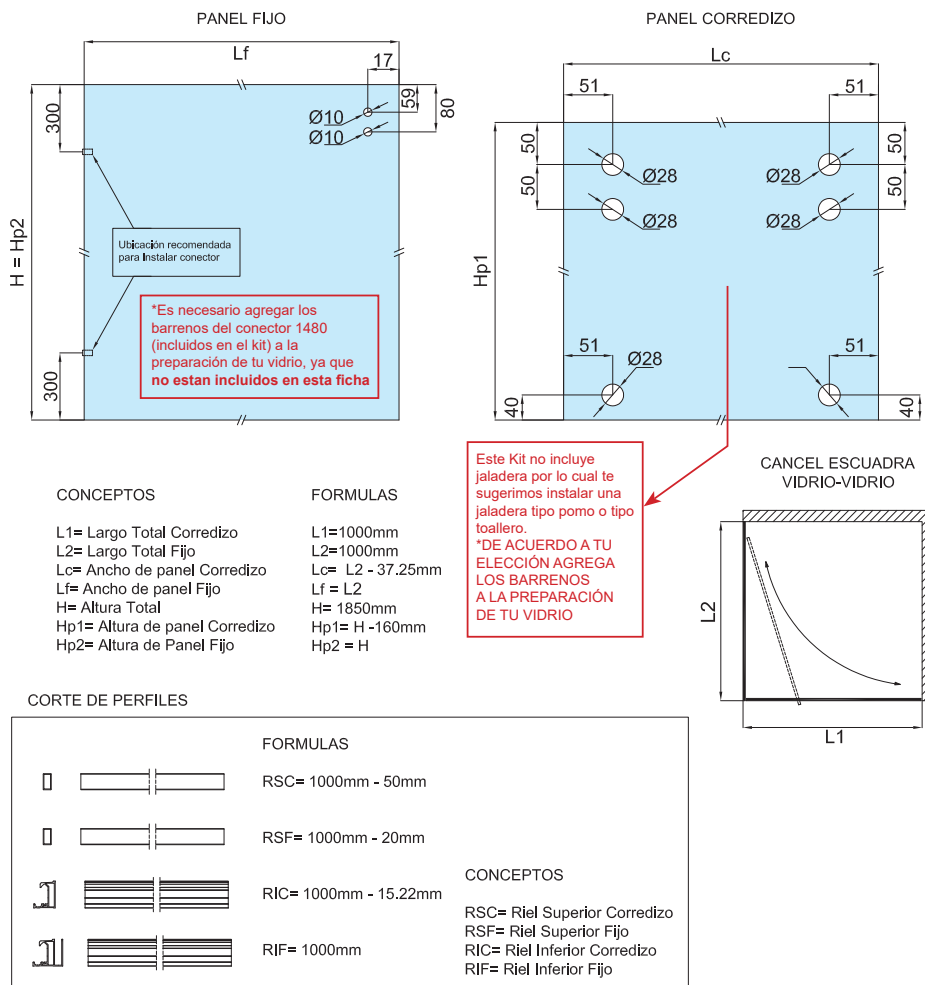 PANEL FIJO
Lf
17
59
80
300
Ø10
Ø10
H = Hp2
Ubicación recomendada
para Instalar conector
*Es necesario agregar los
barrenos del conector 1480
(incluidos en el kit) a la
preparación de tu vidrio, ya que
no estan incluidos en esta ficha
300
PANEL CORREDIZO
Lc
51
51
50
50
50
50
Ø28
Ø28
Ø28
Ø28
Hp1
51
51
Ø28
40
40
Este Kit no incluye
jaladera por lo cual te
sugerimos instalar una
jaladera tipo pomo o tipo
toallero.
*DE ACUERDO A TU
ELECCIÓN AGREGA
LOS BARRENOS
A LA PREPARACIÓN
DE TU VIDRIO
CANCEL ESCUADRA
VIDRIO-VIDRIO
L2
L1
CONCEPTOS
L1= Largo Total Corredizo
L2= Largo Total Fijo
Lc= Ancho de panel Corredizo
Lf= Ancho de panel Fijo
H= Altura Total
Hp1= Altura de panel Corredizo
Hp2= Altura de Panel Fijo
FORMULAS
L1=1000mm
L2=1000mm
Lc= L2 - 37.25mm
Lf = L2
H= 1850mm
Hp1= H -160mm
Hp2 = H
CORTE DE PERFILES
FORMULAS
RSC= 1000mm - 50mm
RSF= 1000mm - 20mm
RIC= 1000mm - 15.22mm
RIF= 1000mm
CONCEPTOS
RSC= Riel Superior Corredizo
RSF= Riel Superior Fijo
RIC= Riel Inferior Corredizo
RIF= Riel Inferior Fijo